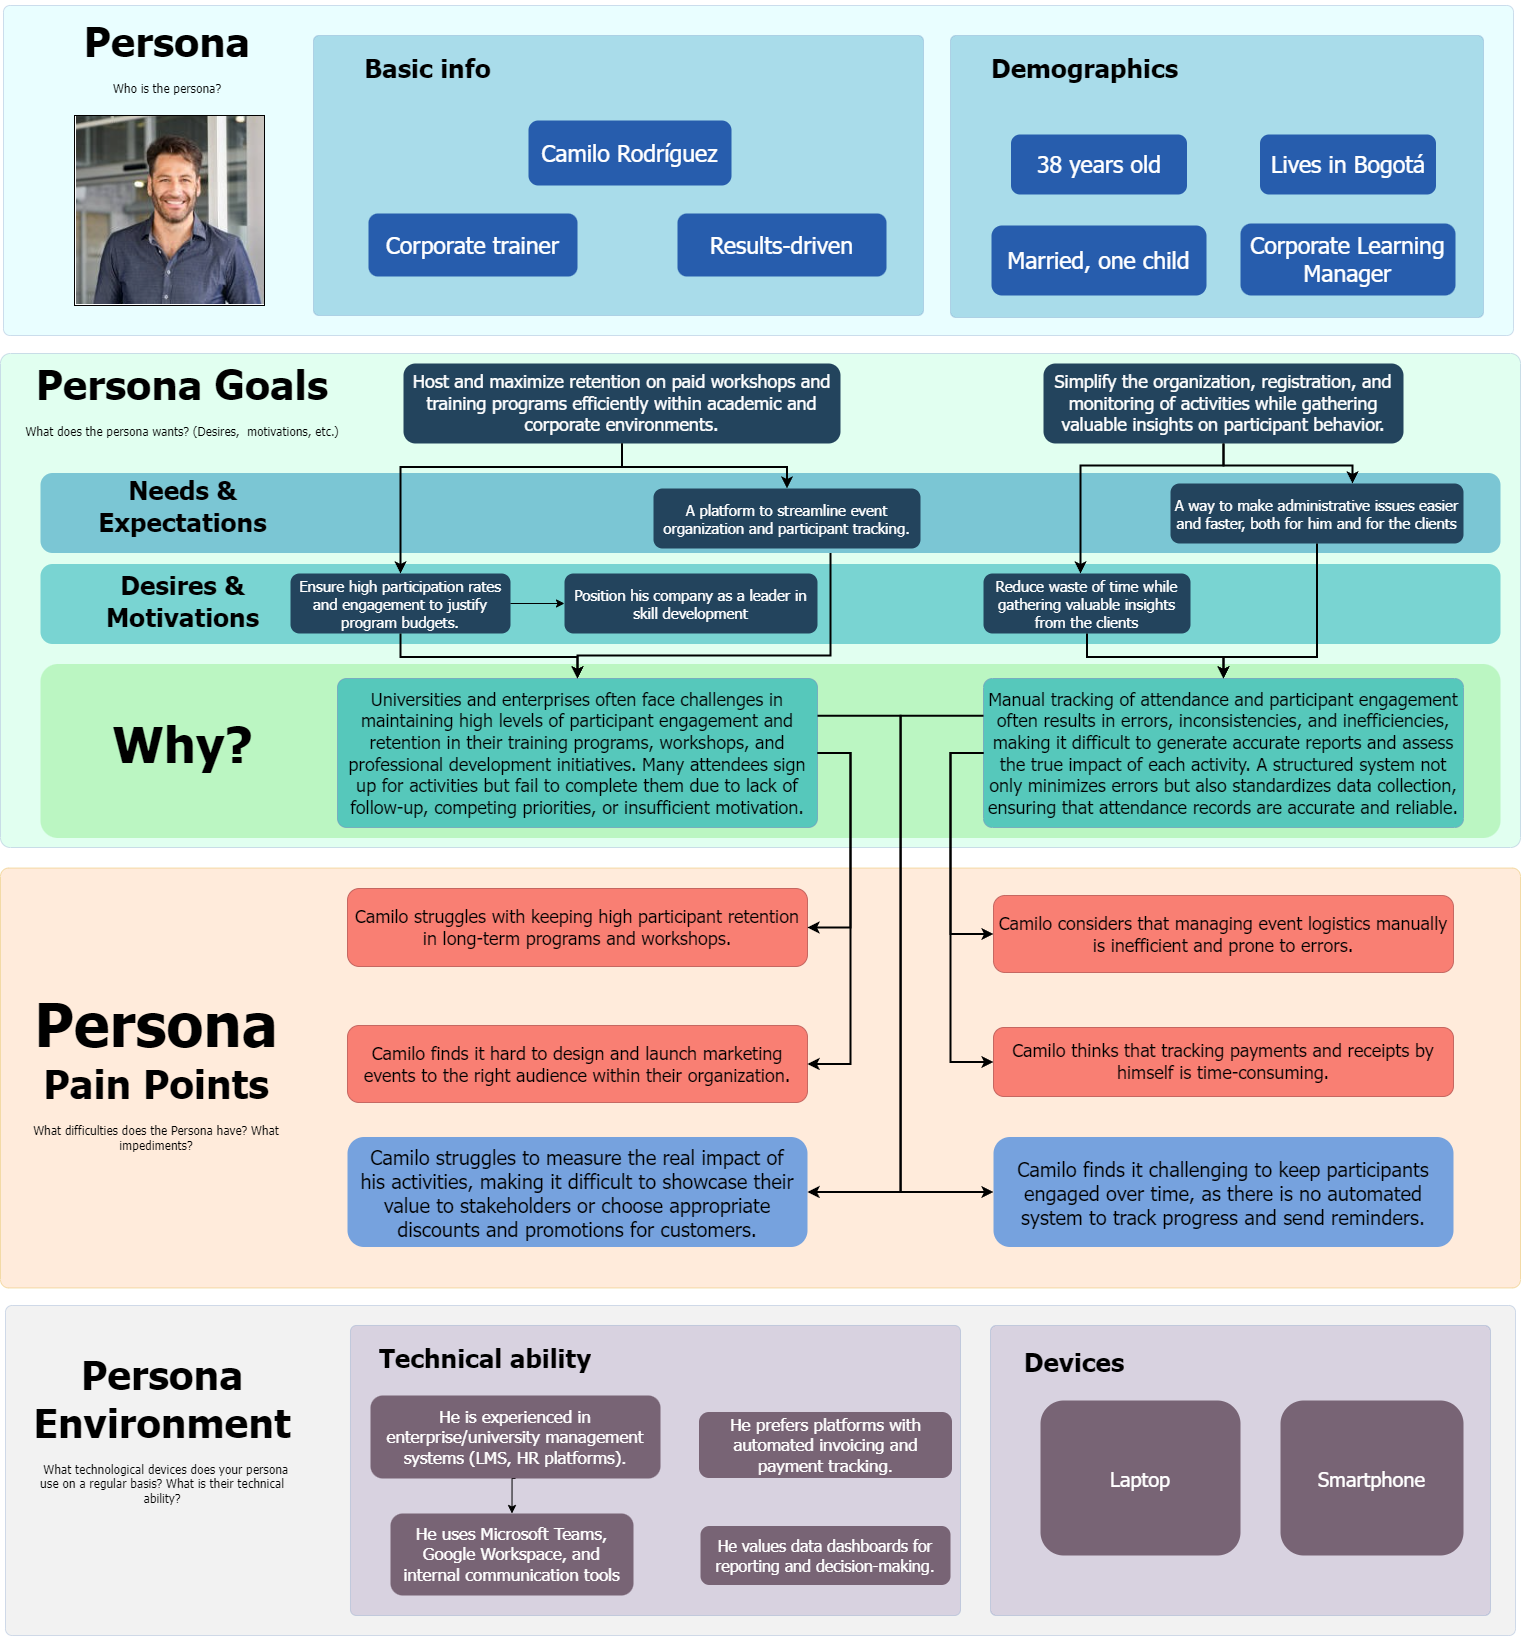 Persona
Who is the persona?
Basic info
Camilo Rodríguez
Corporate trainer
Results-driven
Demographics
38 years old
Lives in Bogotá
Married, one child
Corporate Learning
Manager
Persona Goals
What does the persona wants? (Desires,  motivations, etc.)
Host and maximize retention on paid workshops and
training programs efficiently within academic and
corporate environments.
Simplify the organization, registration, and
monitoring of activities while gathering
valuable insights on participant behavior.
Needs &
Expectations
A platform to streamline event
organization and participant tracking.
A way to make administrative issues easier
and faster, both for him and for the clients
Desires &
Motivations
Ensure high participation rates
and engagement to justify
program budgets.
Position his company as a leader in
skill development
Reduce waste of time while
gathering valuable insights
from the clients
Why?
Universities and enterprises often face challenges in
maintaining high levels of participant engagement and
retention in their training programs, workshops, and
professional development initiatives. Many attendees sign
up for activities but fail to complete them due to lack of
follow-up, competing priorities, or insufficient motivation.
Manual tracking of attendance and participant engagement
often results in errors, inconsistencies, and inefficiencies,
making it difficult to generate accurate reports and assess
the true impact of each activity. A structured system not
only minimizes errors but also standardizes data collection,
ensuring that attendance records are accurate and reliable.
Persona
Pain Points
What difficulties does the Persona have? What
impediments?
Camilo struggles with keeping high participant retention
in long-term programs and workshops.
Camilo considers that managing event logistics manually
is inefficient and prone to errors.
Camilo finds it hard to design and launch marketing
events to the right audience within their organization.
Camilo thinks that tracking payments and receipts by
himself is time-consuming.
Camilo struggles to measure the real impact of
his activities, making it difficult to showcase their
value to stakeholders or choose appropriate
discounts and promotions for customers.
Camilo finds it challenging to keep participants
engaged over time, as there is no automated
system to track progress and send reminders.
Persona
Environment
What technological devices does your persona
use on a regular basis? What is their technical
ability?
Technical ability
He is experienced in
enterprise/university management
systems (LMS, HR platforms).
He prefers platforms with
automated invoicing and
payment tracking.
He uses Microsoft Teams,
Google Workspace, and
internal communication tools
He values data dashboards for
reporting and decision-making.
Devices
Laptop
Smartphone